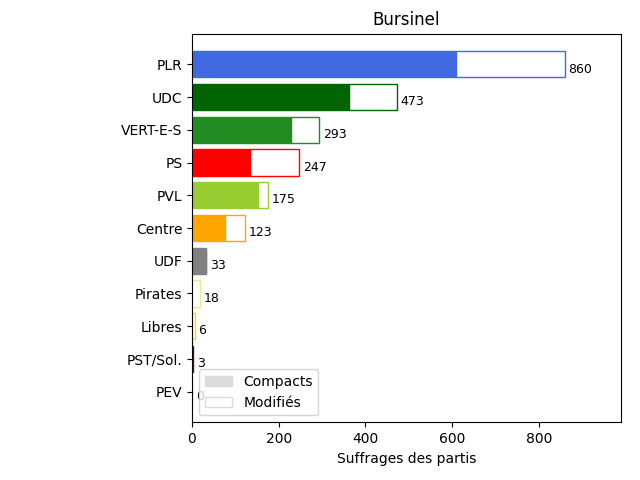 Bursinel
PLR 860
UDC 473
VERT-E-S 293
PS 247
PVL 175
Centre 123
UDF 33
Pirates 18
Libres 6
PST/Sol. 3
PEV 0
Compacts
Modifiés
0 200 400 600 800
Suffrages des partis